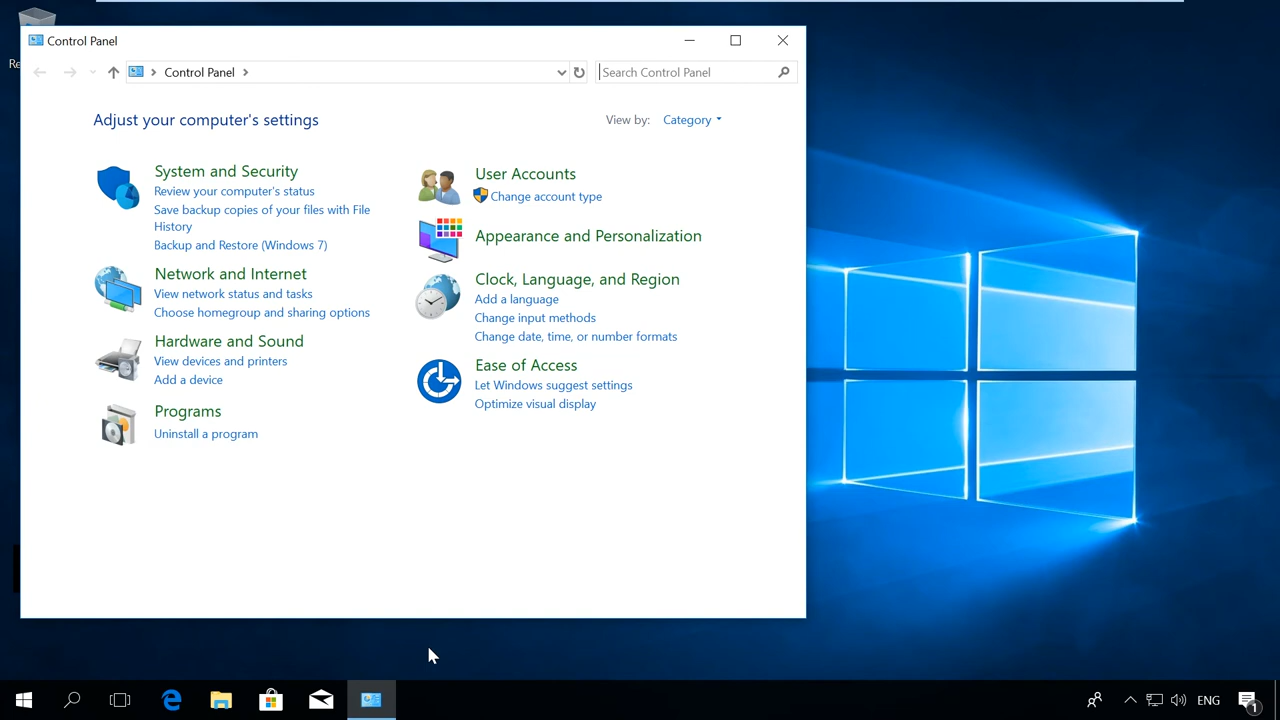 Re
Control Panel
Control Panel
Search Control Panel
Adjust your computer's settings
View by:
Category
System and Security
Review your computer's status
Save backup copies of your files with File
History
Backup and Restore (Windows 7)
Network and Internet
View network status and tasks
Choose homegroup and sharing options
Hardware and Sound
View devices and printers
Add a device
Programs
Uninstall a program
User Accounts
Change account type
Appearance and Personalization
Clock, Language, and Region
Add a language
Change input methods
Change date, time, or number formats
Ease of Access
Let Windows suggest settings
Optimize visual display
ENG
1